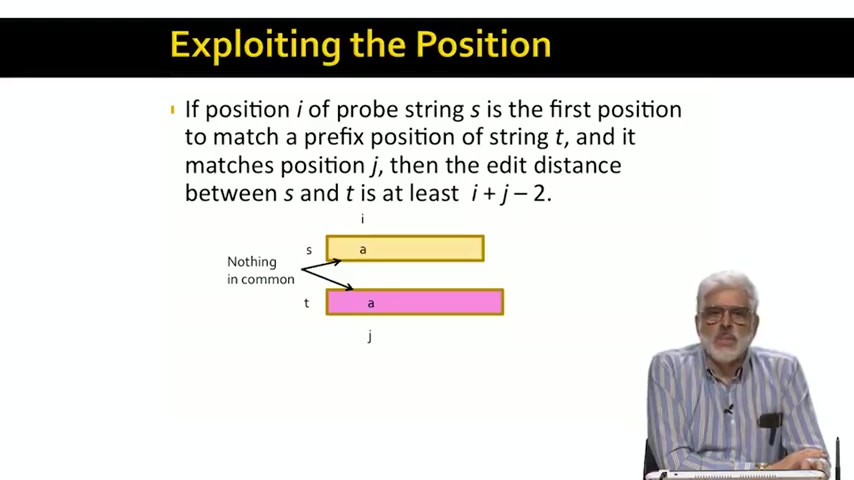 Exploiting the Position
If position i of probe string s is the first position
to match a prefix position of string t, and it
matches position j, then the edit distance
between s and t is at least i + j – 2.
i
s a
Nothing
in common
t a
j